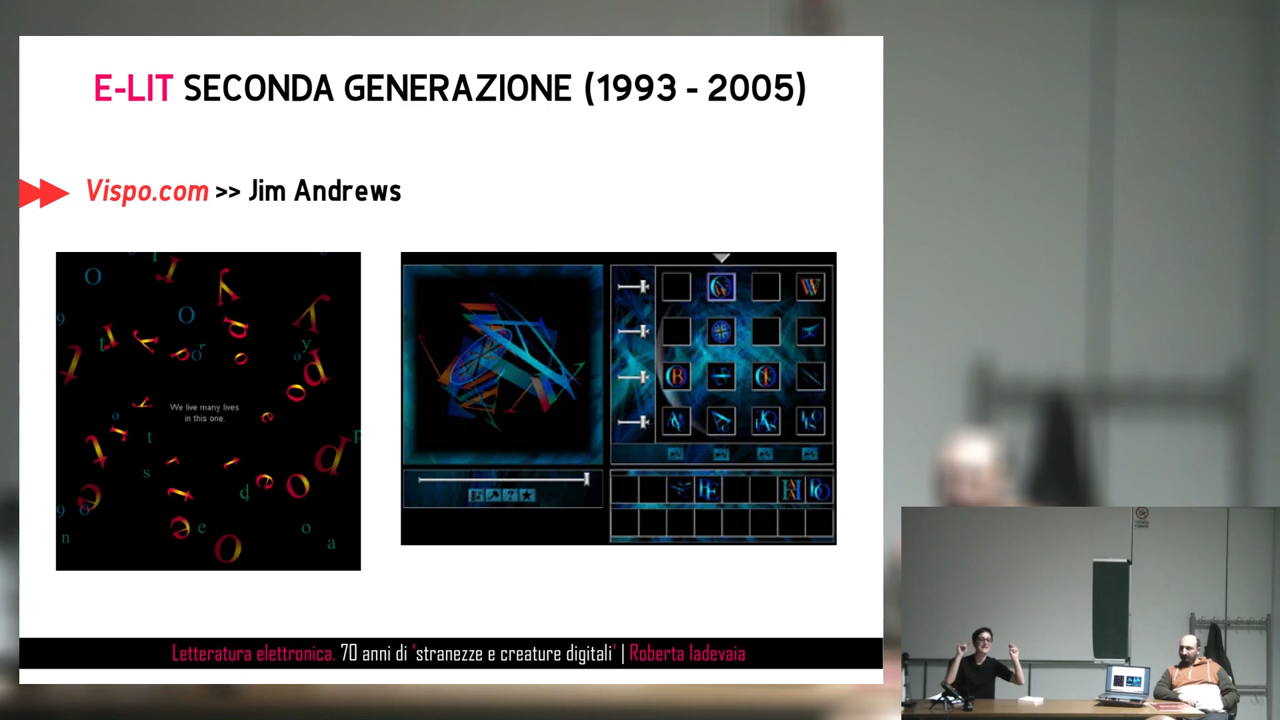 E-LIT SECONDA GENERAZIONE (1993 - 2005)
Vispo.com >> Jim Andrews
We live many lives
in this one.
Letteratura elettronica. 70 anni di 'stranezze e creature digitali' | Roberta Iadevaia